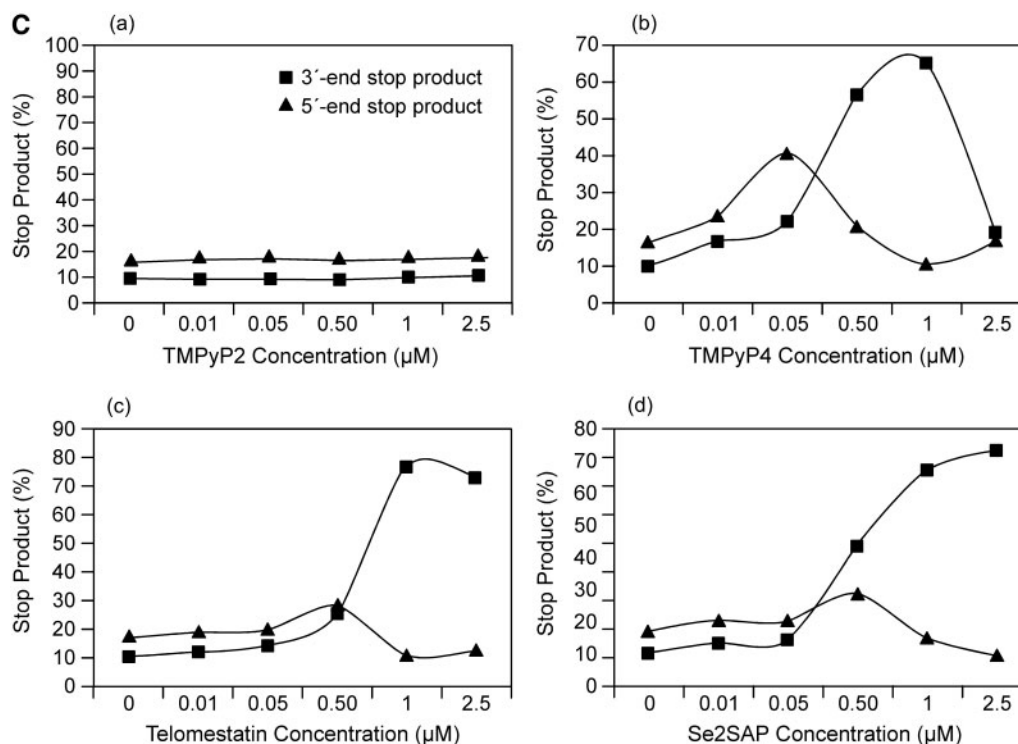 C
(a)
100
90
80
70
60
50
40
30
20
10
0
Stop Product (%)
3´-end stop product
5´-end stop product
0 0.01 0.05 0.50 1 2.5
TMPyP2 Concentration (µM)
(b)
70
60
50
40
30
20
10
0
Stop Product (%)
0 0.01 0.05 0.50 1 2.5
TMPyP4 Concentration (µM)
(c)
90
80
70
60
50
40
30
20
10
0
Stop Product (%)
0 0.01 0.05 0.50 1 2.5
Telomestatin Concentration (µM)
(d)
80
70
60
50
40
30
20
10
0
Stop Product (%)
0 0.01 0.05 0.50 1 2.5
Se2SAP Concentration (µM)